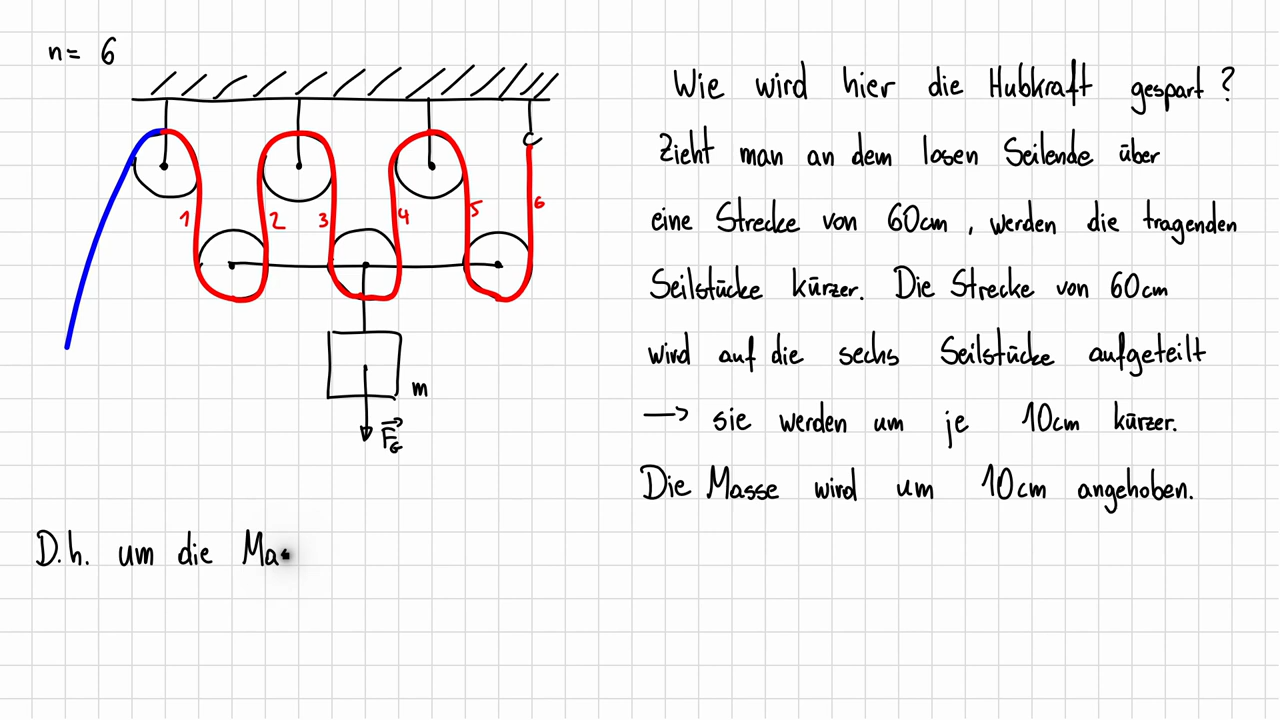 n= 6
Wie wird hier die Hubkraft gespart?
Zieht man an dem losen Seilende über
eine Strecke von 60cm, werden die tragenden
Seilstücke kürzer. Die Strecke von 60cm
wird auf die sechs Seilstücke aufgeteilt
→ sie werden um je 10cm kürzer.
Die Masse wird um 10cm angehoben.
1 2 3 4 5 6
m
F⃗G
D.h. um die Ma